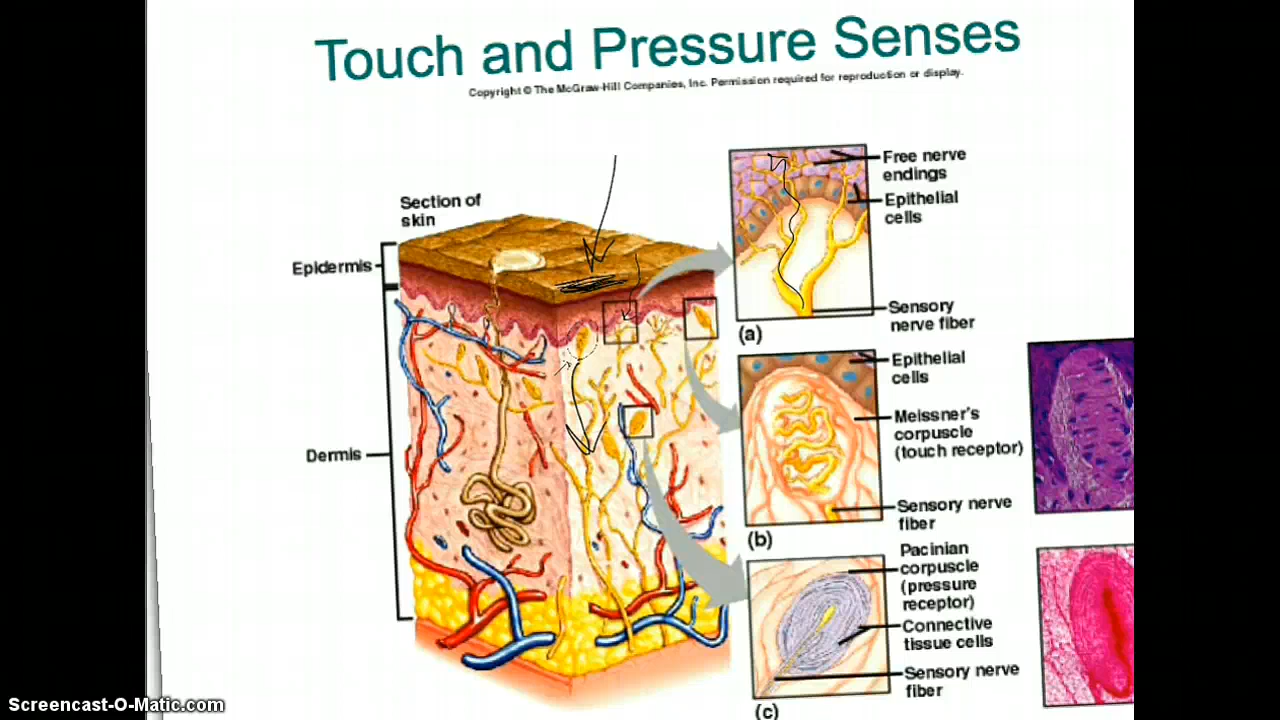 Touch and Pressure Senses
Copyright © The McGraw-Hill Companies, Inc. Permission required for reproduction or display.
Section of
skin
Epidermis
Dermis
Free nerve
endings
Epithelial
cells
Sensory
nerve fiber
(a)
Epithelial
cells
Meissner's
corpuscle
(touch receptor)
Sensory nerve
fiber
(b)
Pacinian
corpuscle
(pressure
receptor)
Connective
tissue cells
Sensory nerve
fiber
(c)
Screencast-O-Matic.com